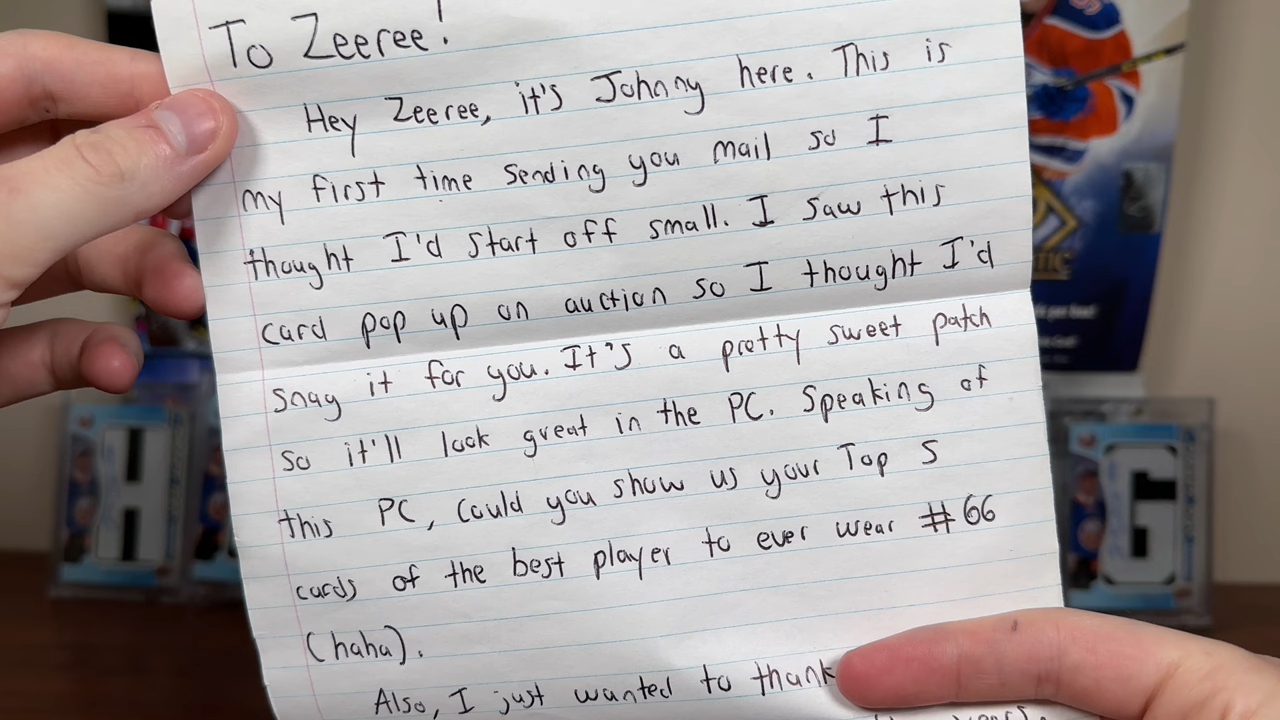 To Zeeree!
Hey Zeeree, it's Johnny here. This is
my first time sending you mail so I
thought I'd start off small. I saw this
card pop up on auction so I thought I'd
snag it for you. It's a pretty sweet patch
so it'll look great in the PC. Speaking of
this PC, could you show us your Top 5
cards of the best player to ever wear #66
(haha).
Also, I just wanted to thank
H
G